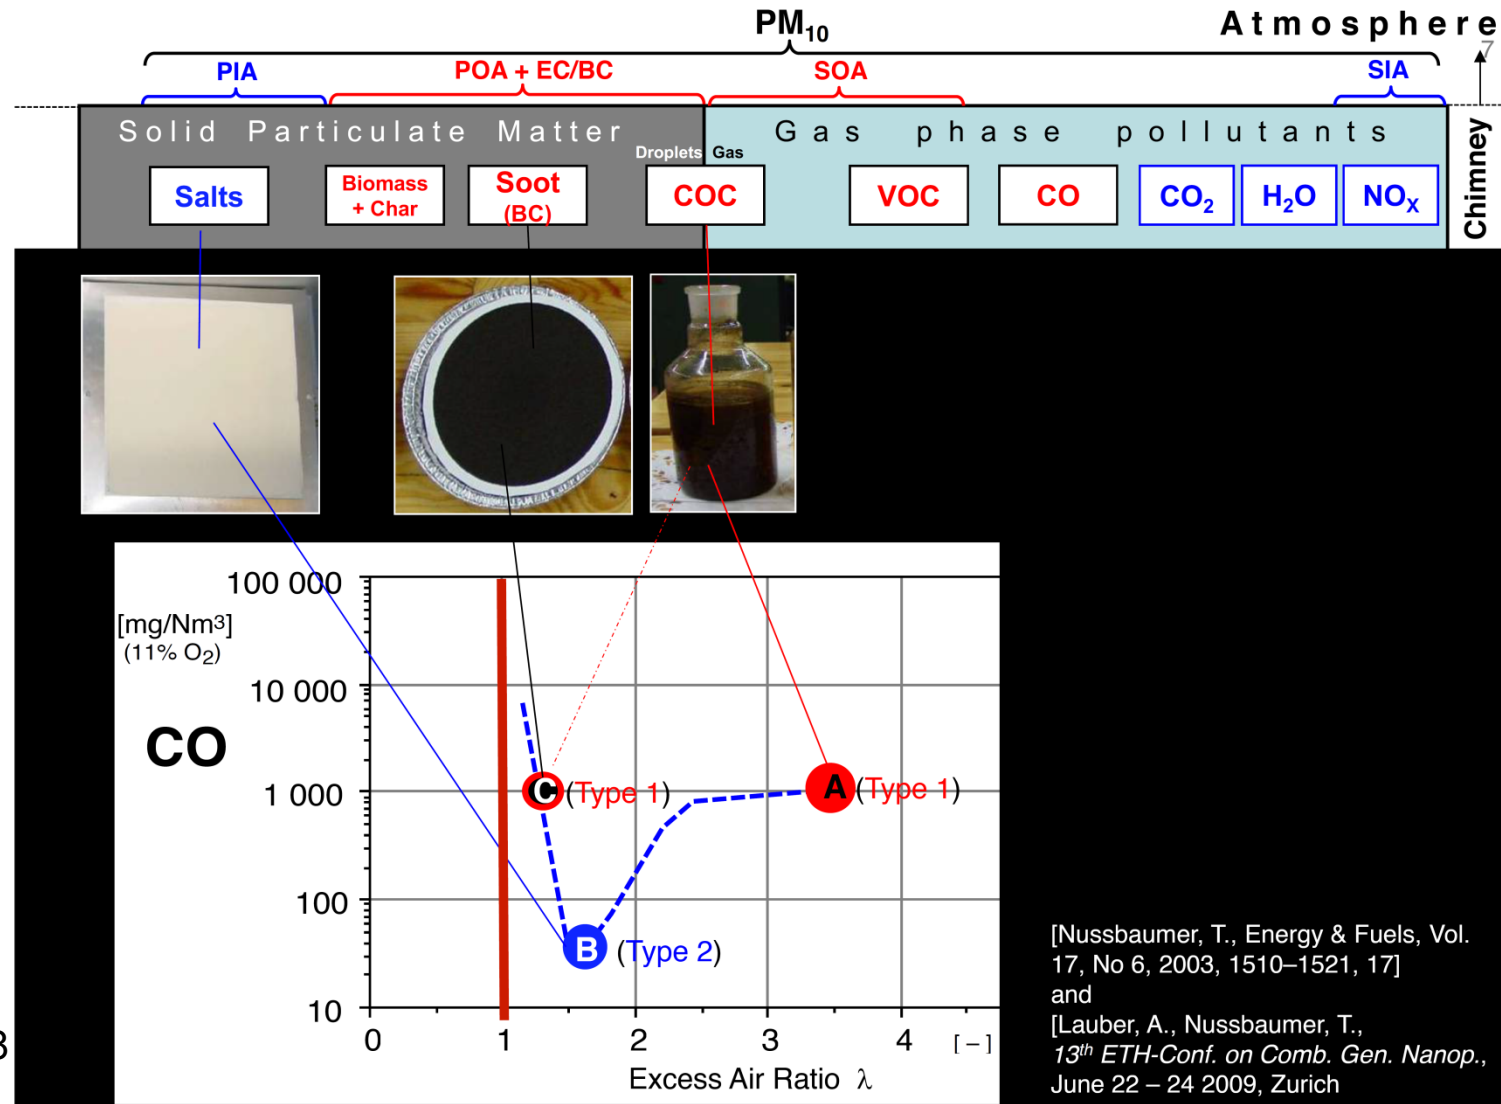 PM10
Atmosphere
7
PIA
POA + EC/BC
SOA
SIA
Solid Particulate Matter
Gas phase pollutants
Droplets Gas
Salts
Biomass
+ Char
Soot
(BC)
COC
VOC
CO
CO2
H2O
NOX
Chimney
100 000
[mg/Nm3]
(11% O2)
10 000
CO
C (Type 1)
A (Type 1)
1 000
100
B (Type 2)
10
0 1 2 3 4 [ – ]
Excess Air Ratio λ
[Nussbaumer, T., Energy & Fuels, Vol.
17, No 6, 2003, 1510–1521, 17]
and
[Lauber, A., Nussbaumer, T.,
13th ETH-Conf. on Comb. Gen. Nanop.,
June 22 – 24 2009, Zurich